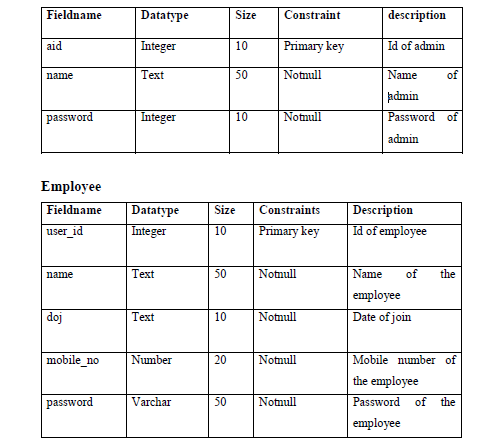 Fieldname Datatype Size Constraint description
aid Integer 10 Primary key Id of admin
name Text 50 Notnull Name of
admin
password Integer 10 Notnull Password of
admin
Employee
Fieldname Datatype Size Constraints Description
user_id Integer 10 Primary key Id of employee
name Text 50 Notnull Name of the
employee
doj Text 10 Notnull Date of join
mobile_no Number 20 Notnull Mobile number of
the employee
password Varchar 50 Notnull Password of the
employee